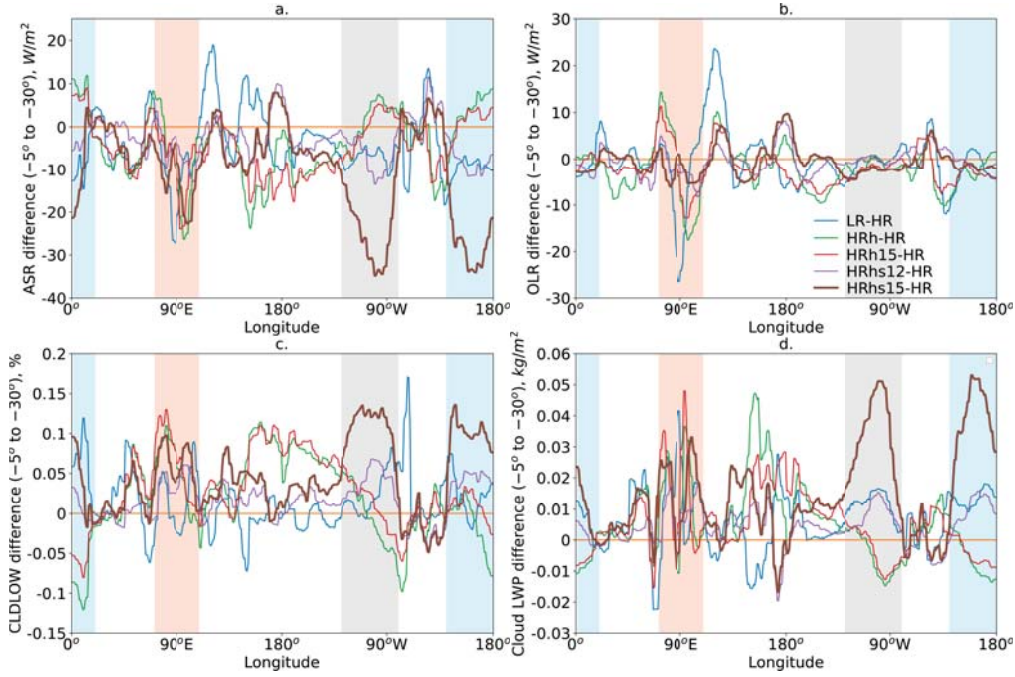 a.
ASR difference (−5° to −30°), W/m²
20
10
0
-10
-20
-30
-40
0°
90°E
180°
90°W
180°
Longitude
b.
OLR difference (−5° to −30°), W/m²
30
20
10
0
-10
-20
-30
0°
90°E
180°
90°W
180°
Longitude
LR-HR
HRh-HR
HRh15-HR
HRhs12-HR
HRhs15-HR
c.
CLDLOW difference (−5° to −30°), %
0.2
0.15
0.1
0.05
0
-0.05
-0.1
-0.15
0°
90°E
180°
90°W
180°
Longitude
d.
Cloud LWP difference (−5° to −30°), kg/m²
0.06
0.05
0.04
0.03
0.02
0.01
0
-0.01
-0.02
-0.03
0°
90°E
180°
90°W
180°
Longitude